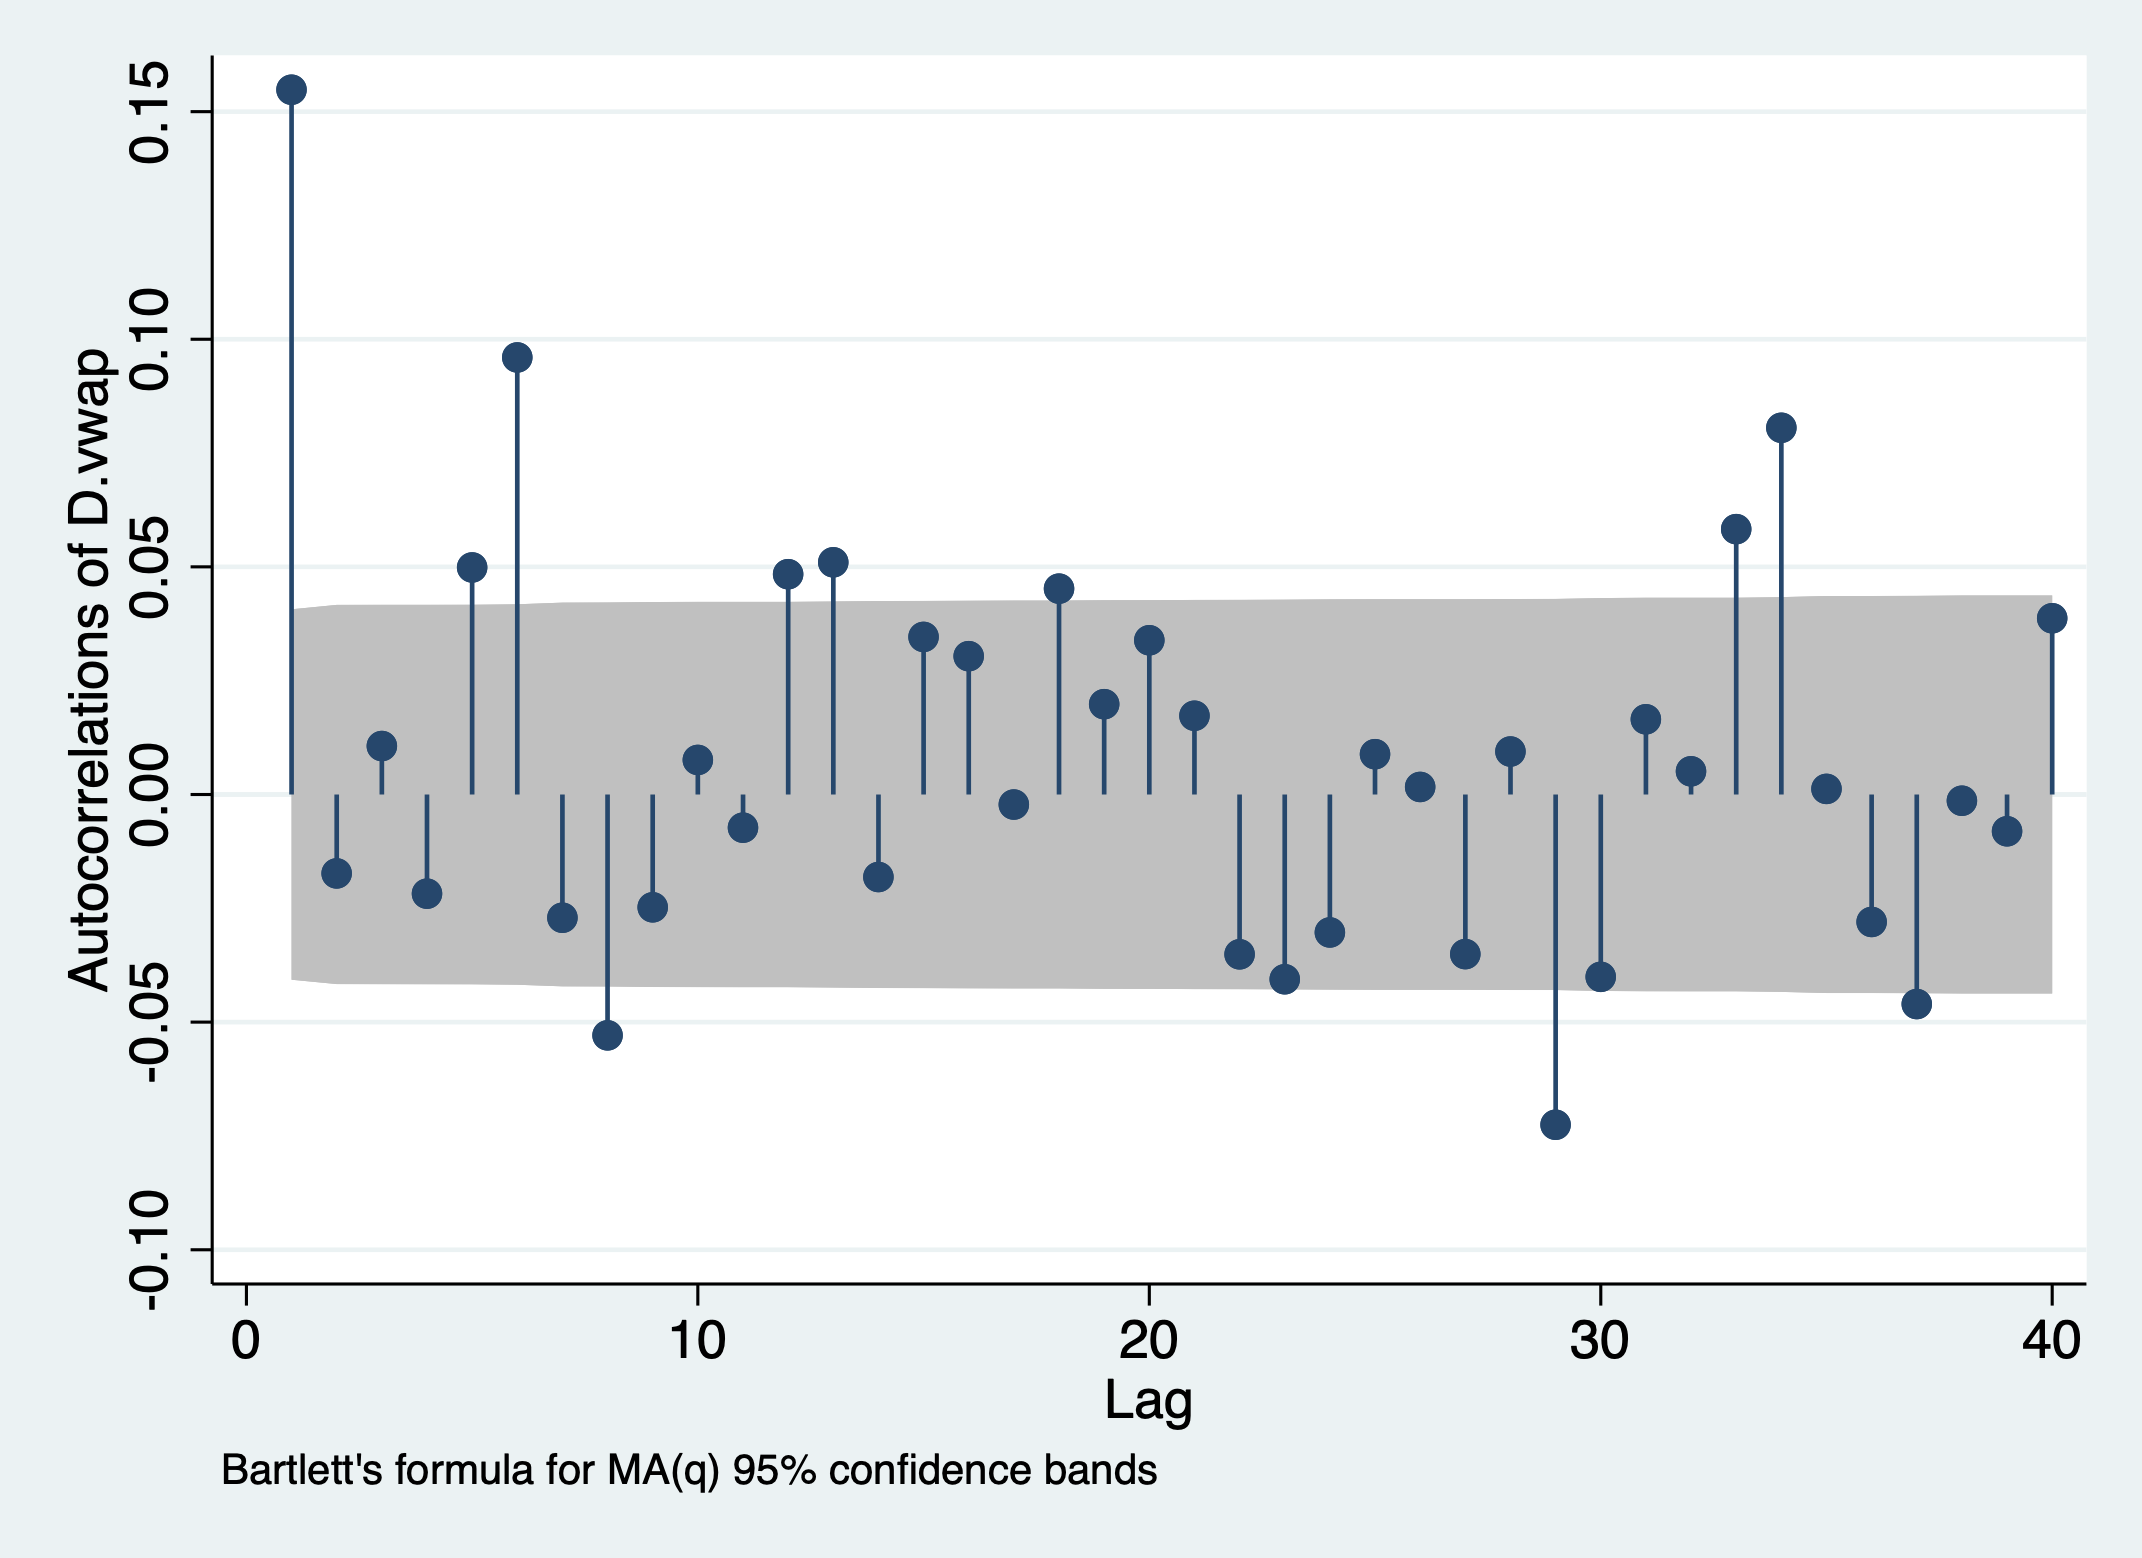 Autocorrelations of D.vwap
0.15
0.10
0.05
0.00
-0.05
-0.10
0 10 20 30 40
Lag
Bartlett's formula for MA(q) 95% confidence bands